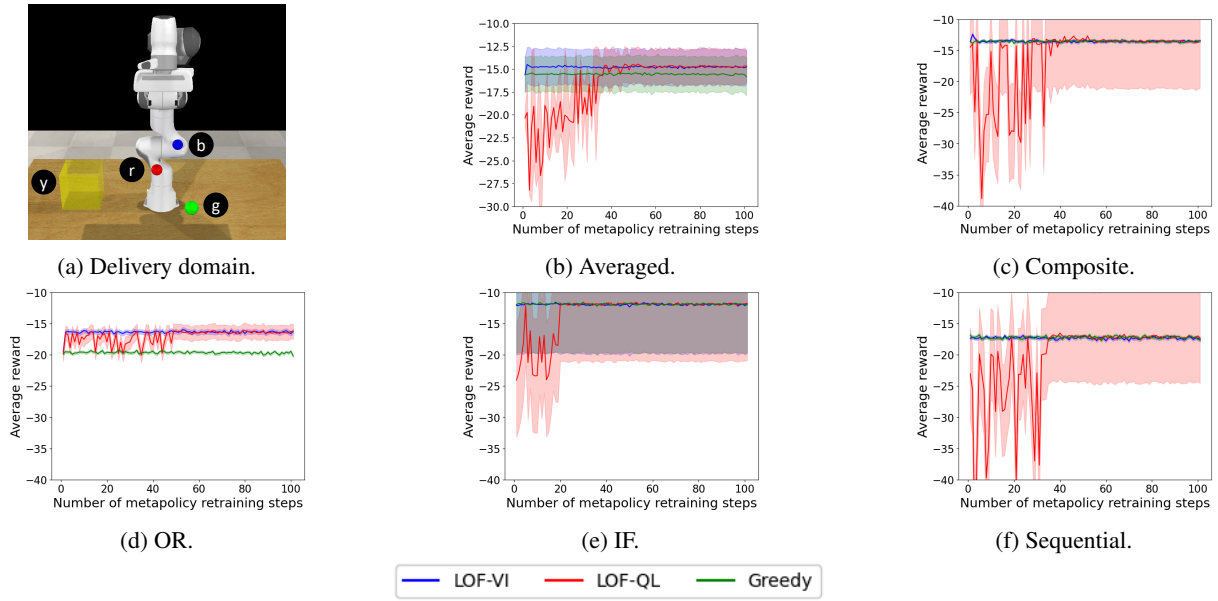 y
r
b
g
(a) Delivery domain.
Average reward
−10.0
−12.5
−15.0
−17.5
−20.0
−22.5
−25.0
−27.5
−30.0
0 20 40 60 80 100
Number of metapolicy retraining steps
(b) Averaged.
Average reward
−10
−15
−20
−25
−30
−35
−40
0 20 40 60 80 100
Number of metapolicy retraining steps
(c) Composite.
Average reward
−10
−15
−20
−25
−30
−35
−40
0 20 40 60 80 100
Number of metapolicy retraining steps
(d) OR.
Average reward
−10
−15
−20
−25
−30
−35
−40
0 20 40 60 80 100
Number of metapolicy retraining steps
(e) IF.
Average reward
−10
−15
−20
−25
−30
−35
−40
0 20 40 60 80 100
Number of metapolicy retraining steps
(f) Sequential.
LOF-VI LOF-QL Greedy